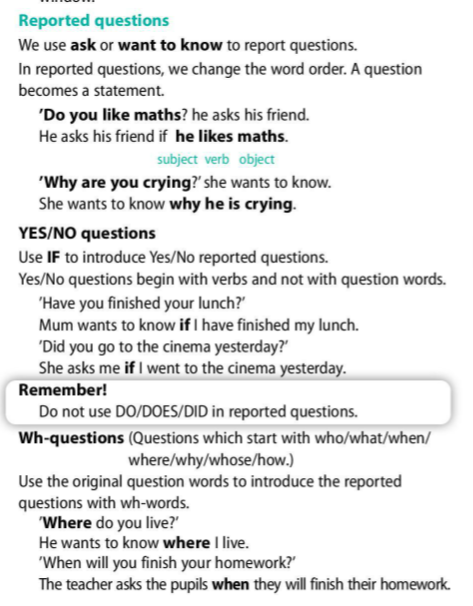 Reported questions
We use ask or want to know to report questions.
In reported questions, we change the word order. A question
becomes a statement.
'Do you like maths? he asks his friend.
He asks his friend if he likes maths.
subject verb object
'Why are you crying?' she wants to know.
She wants to know why he is crying.
YES/NO questions
Use IF to introduce Yes/No reported questions.
Yes/No questions begin with verbs and not with question words.
'Have you finished your lunch?'
Mum wants to know if I have finished my lunch.
'Did you go to the cinema yesterday?'
She asks me if I went to the cinema yesterday.
Remember!
Do not use DO/DOES/DID in reported questions.
Wh-questions (Questions which start with who/what/when/
where/why/whose/how.)
Use the original question words to introduce the reported
questions with wh-words.
'Where do you live?'
He wants to know where I live.
'When will you finish your homework?'
The teacher asks the pupils when they will finish their homework.